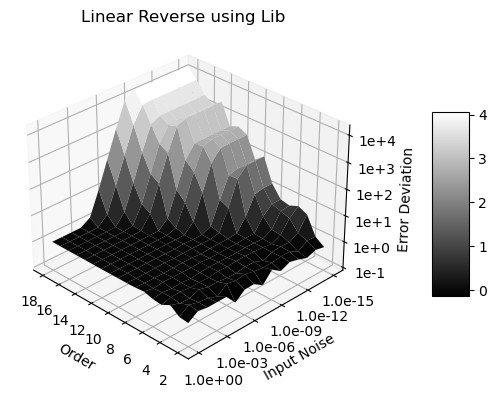 Linear Reverse using Lib
1e+4
1e+3
1e+2
1e+1
1e+0
1e-1
Error Deviation
18
16
14
12
10
8
6
4
2
Order
1.0e+00
1.0e-03
1.0e-06
1.0e-09
1.0e-12
1.0e-15
Input Noise
4
3
2
1
0